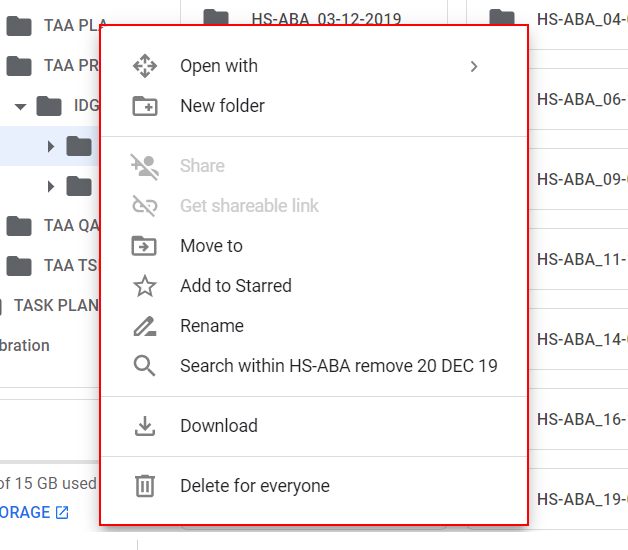 TAA PLA
TAA PR
IDG
TAA QA
TAA TS
TASK PLAN
bration
of 15 GB used
ORAGE
HS-ABA_03-12-2019
Open with
New folder
Share
Get shareable link
Move to
Add to Starred
Rename
Search within HS-ABA remove 20 DEC 19
Download
Delete for everyone
HS-ABA_04-
HS-ABA_06-
HS-ABA_09-
HS-ABA_11-
HS-ABA_14-
HS-ABA_16-
HS-ABA_19-